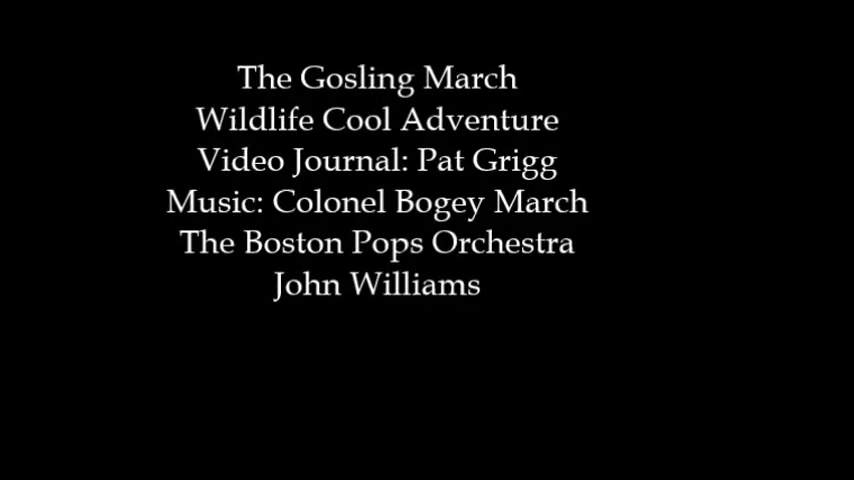 The Gosling March
Wildlife Cool Adventure
Video Journal: Pat Grigg
Music: Colonel Bogey March
The Boston Pops Orchestra
John Williams